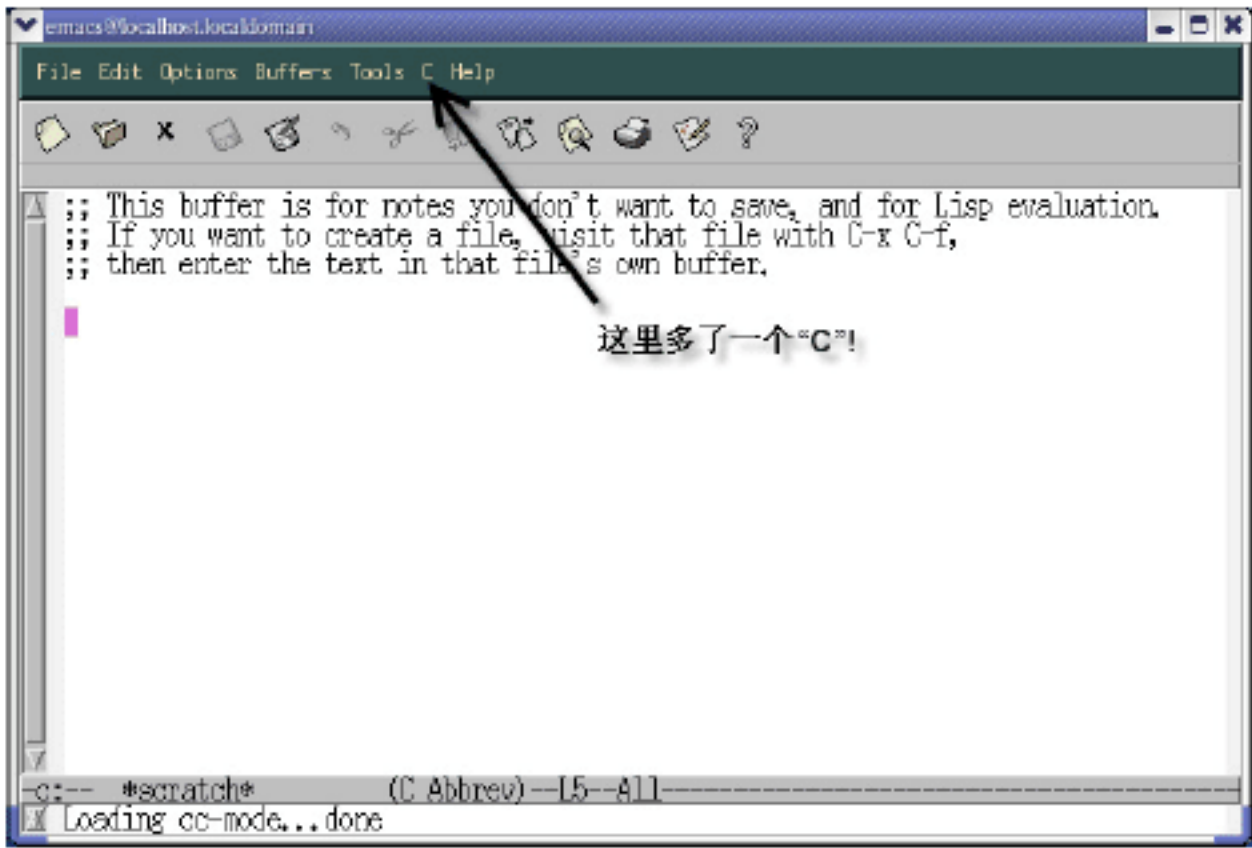 emacs@localhost.localdomain
File Edit Options Buffers Tools C Help
;; This buffer is for notes you don't want to save, and for Lisp evaluation.
;; If you want to create a file, visit that file with C-x C-f,
;; then enter the text in that file's own buffer.
这里多了一个“C”!
-c:-- *scratch* (C Abbrev)--L5--All--------------------------------------------
Loading cc-mode...done